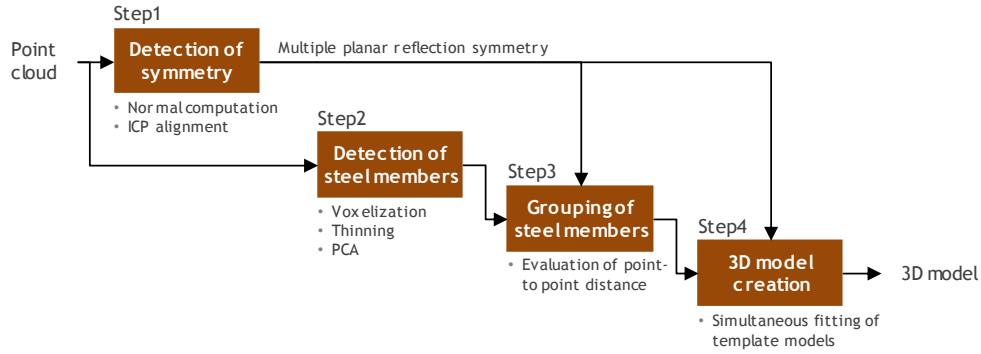 Step1
Point
cloud
Detection of
symmetry
Multiple planar reflection symmetry
• Normal computation
• ICP alignment
Step2
Detection of
steel members
• Voxelization
• Thinning
• PCA
Step3
Grouping of
steel members
• Evaluation of point-
to point distance
Step4
3D model
creation
3D model
• Simultaneous fitting of
template models